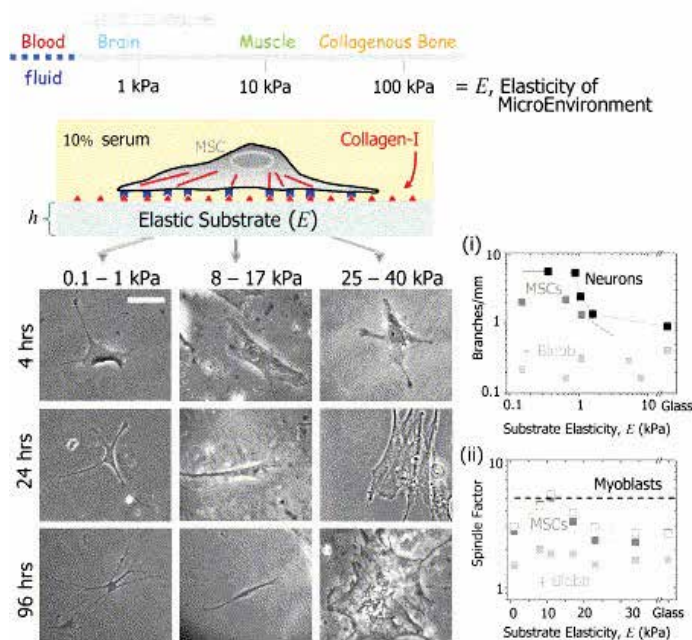 Blood Brain Muscle Collagenous Bone
fluid 1 kPa 10 kPa 100 kPa = E, Elasticity of
MicroEnvironment
10% serum MSC Collagen-I
h Elastic Substrate (E)
0.1 – 1 kPa 8 – 17 kPa 25 – 40 kPa
4 hrs
24 hrs
96 hrs
(i)
Branches/mm
10
1
0.1
Neurons
MSCs
+ Blebb
0.1 1 10 Glass
Substrate Elasticity, E (kPa)
(ii)
Spindle Factor
10
1
Myoblasts
MSCs
+ Blebb
0 10 20 30 Glass
Substrate Elasticity, E (kPa)